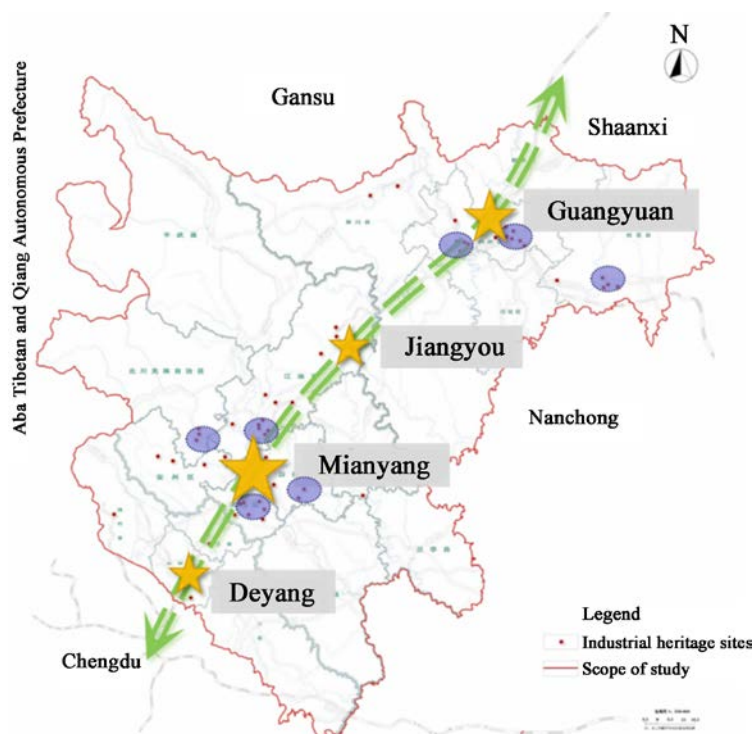 N
Gansu
Shaanxi
Aba Tibetan and Qiang Autonomous Prefecture
Guangyuan
Jiangyou
Nanchong
Mianyang
Deyang
Chengdu
Legend
Industrial heritage sites
Scope of study